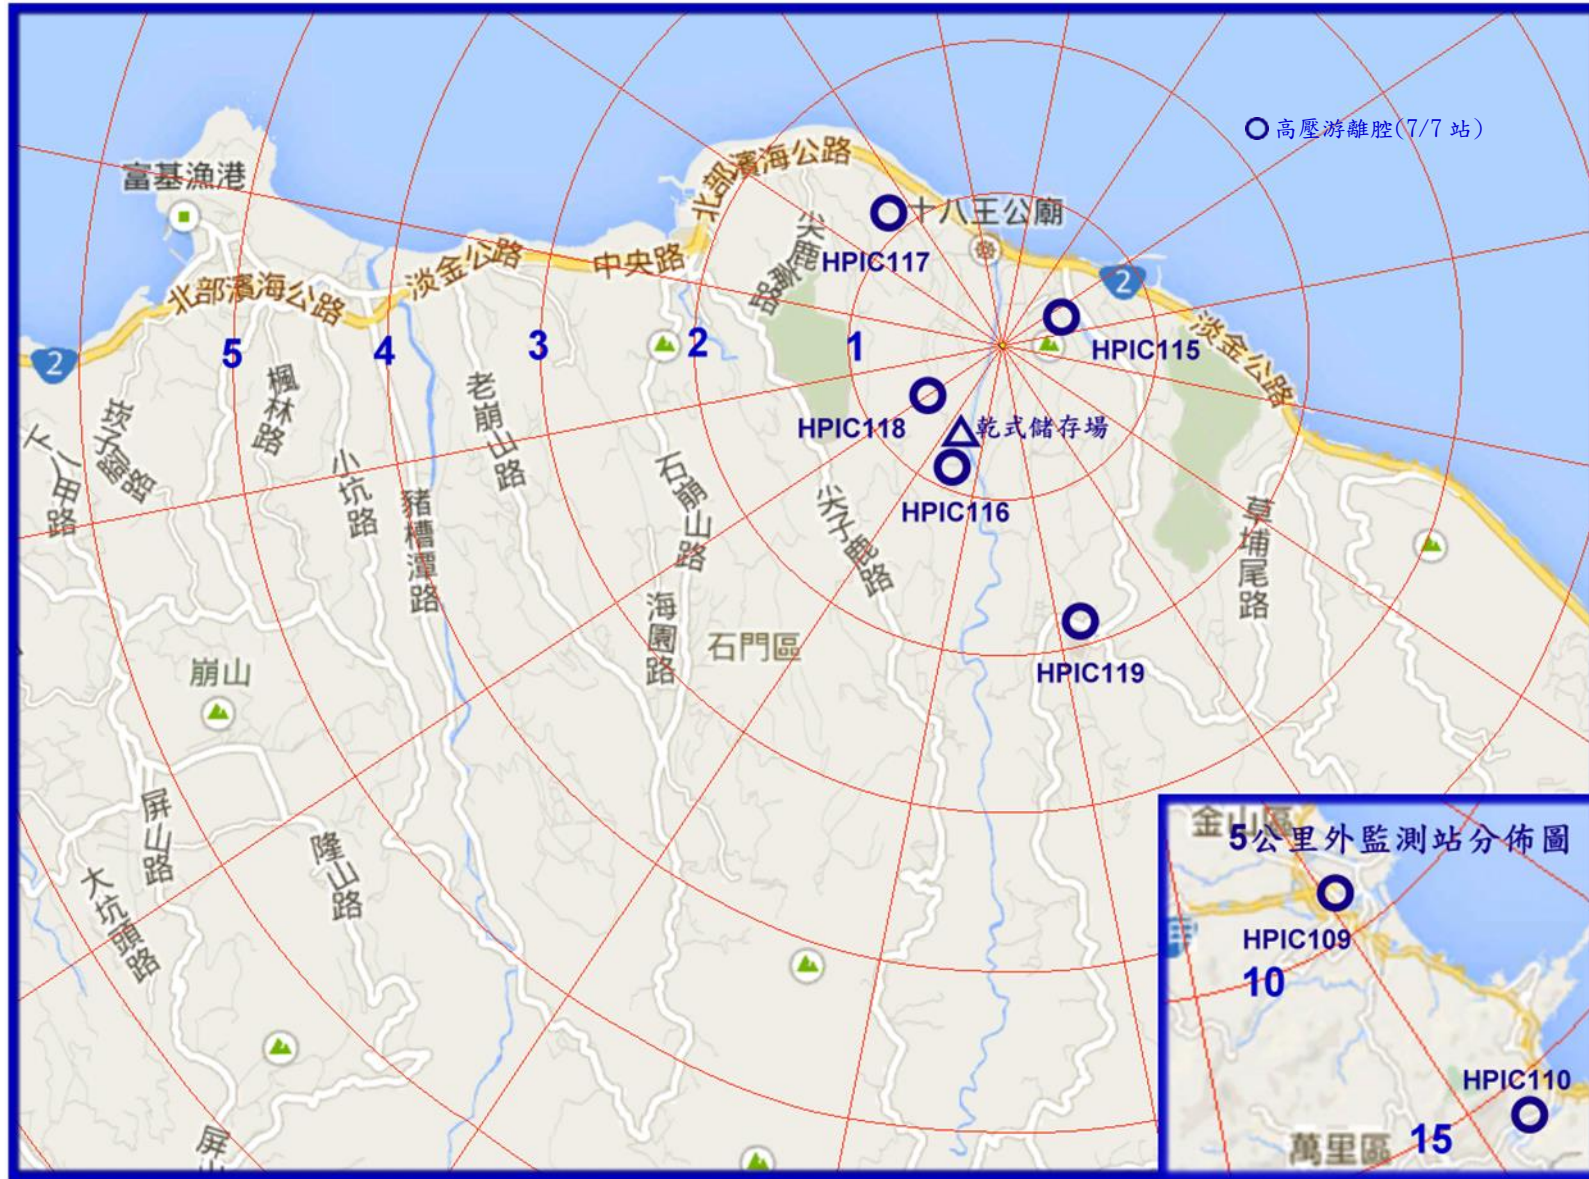 高壓游離腔(7/7 站)
富基漁港
北部濱海公路
十八王公廟
尖鹿路
HPIC117
淡金公路
中央路
北部濱海公路
2
淡金公路
2
5
4
3
2
1
HPIC115
楓林路
老崩山路
HPIC118
乾式儲存場
崁子腳路
下八甲路
小坑路
豬槽潭路
石崩山路
尖子鹿路
HPIC116
草埔尾路
海園路
石門區
HPIC119
崩山
屏山路
隆山路
大坑頭路
屏山
金山區
5公里外監測站分佈圖
HPIC109
10
HPIC110
萬里區
15